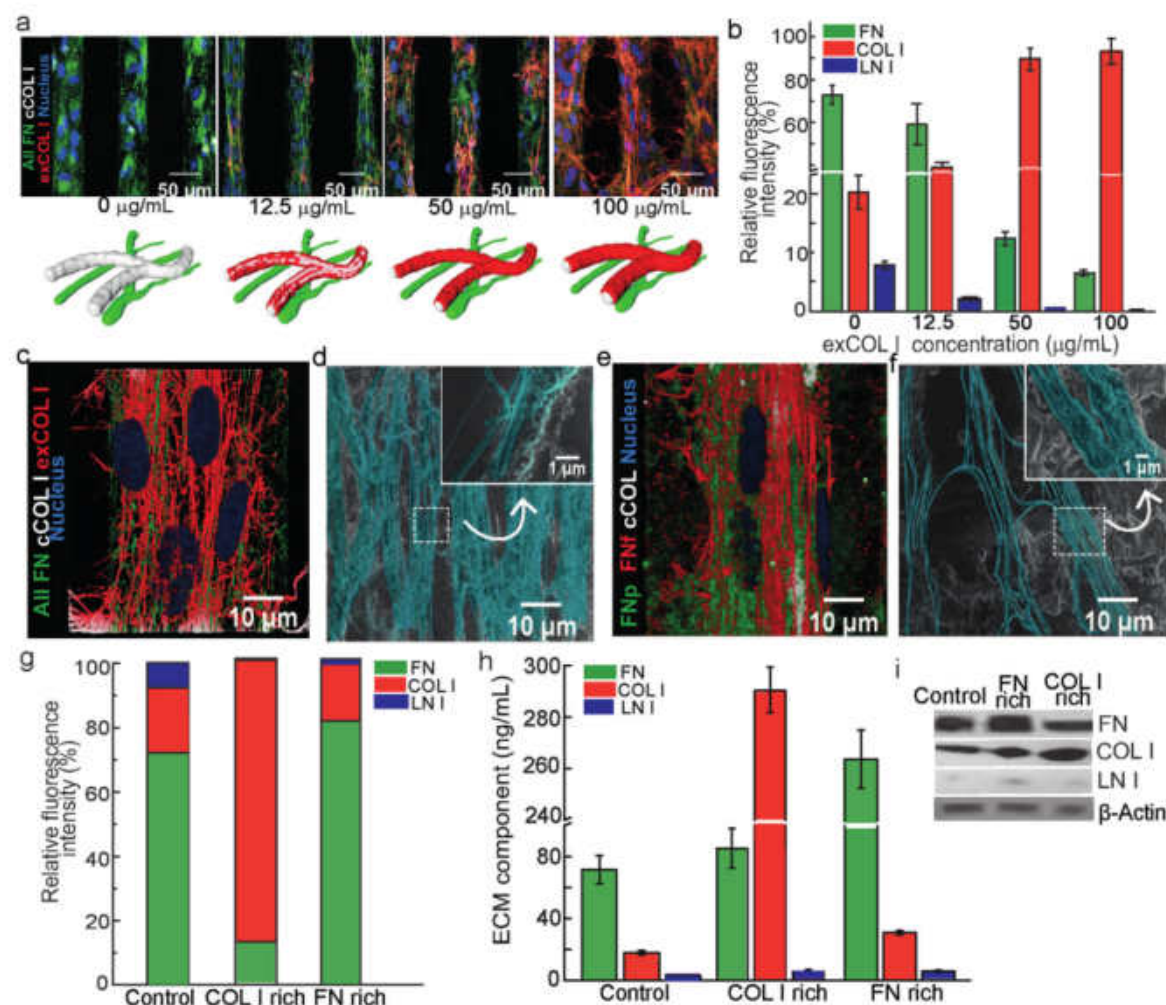 a
All FN cCOL I
exCOL I Nucleus
50 μm
50 μm
50 μm
50 μm
0 μg/mL
12.5 μg/mL
50 μg/mL
100 μg/mL
b
FN
COL I
LN I
Relative fluorescence
intensity (%)
100
80
60
20
10
0
0
12.5
50
100
exCOL I concentration (μg/mL)
c
All FN cCOL I exCOL I
Nucleus
10 μm
d
1 μm
10 μm
e
FNp FNf cCOL Nucleus
10 μm
f
1 μm
10 μm
g
FN
COL I
LN I
Relative fluorescence
intensity (%)
100
80
60
40
20
0
Control
COL I rich
FN rich
h
FN
COL I
LN I
ECM component (ng/mL)
300
280
260
240
80
40
0
Control
COL I rich
FN rich
i
Control
FN
rich
COL I
rich
FN
COL I
LN I
β-Actin